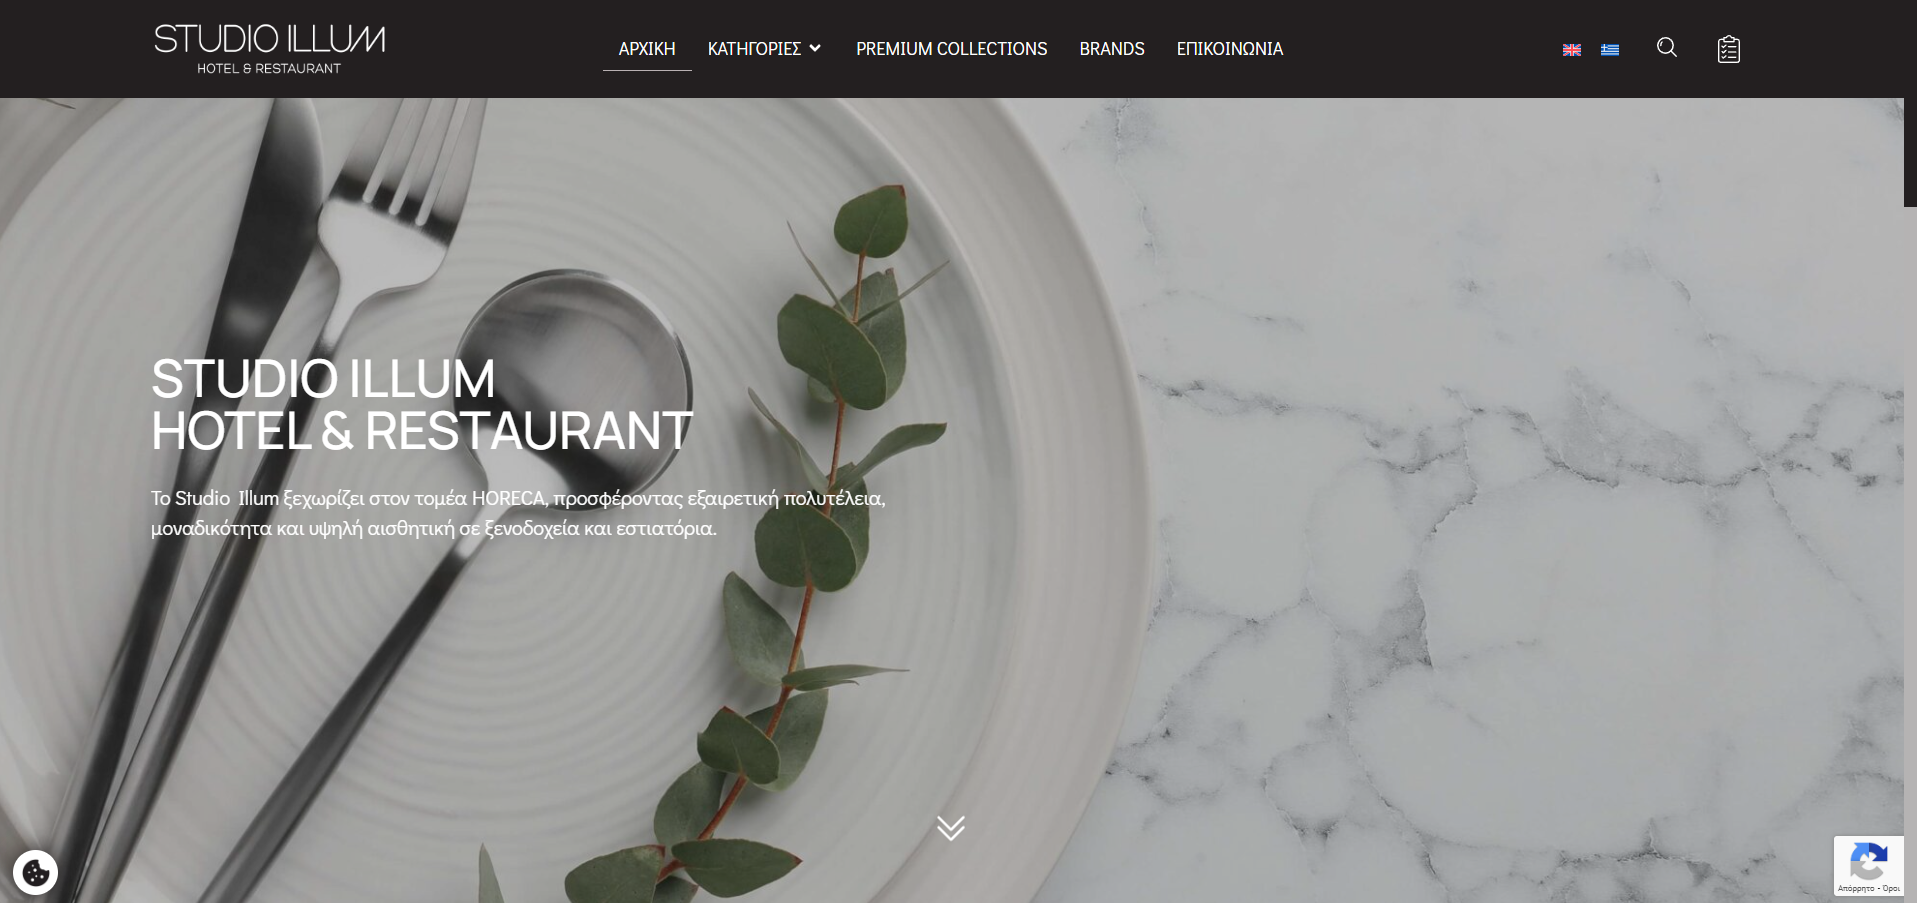 STUDIO ILLUM
HOTEL & RESTAURANT
ΑΡΧΙΚΗ ΚΑΤΗΓΟΡΙΕΣ PREMIUM COLLECTIONS BRANDS ΕΠΙΚΟΙΝΩΝΙΑ
STUDIO ILLUM
HOTEL & RESTAURANT
Το Studio Illum ξεχωρίζει στον τομέα HORECA, προσφέροντας εξαιρετική πολυτέλεια,
μοναδικότητα και υψηλή αισθητική σε ξενοδοχεία και εστιατόρια.
Απόρρητο - Όροι